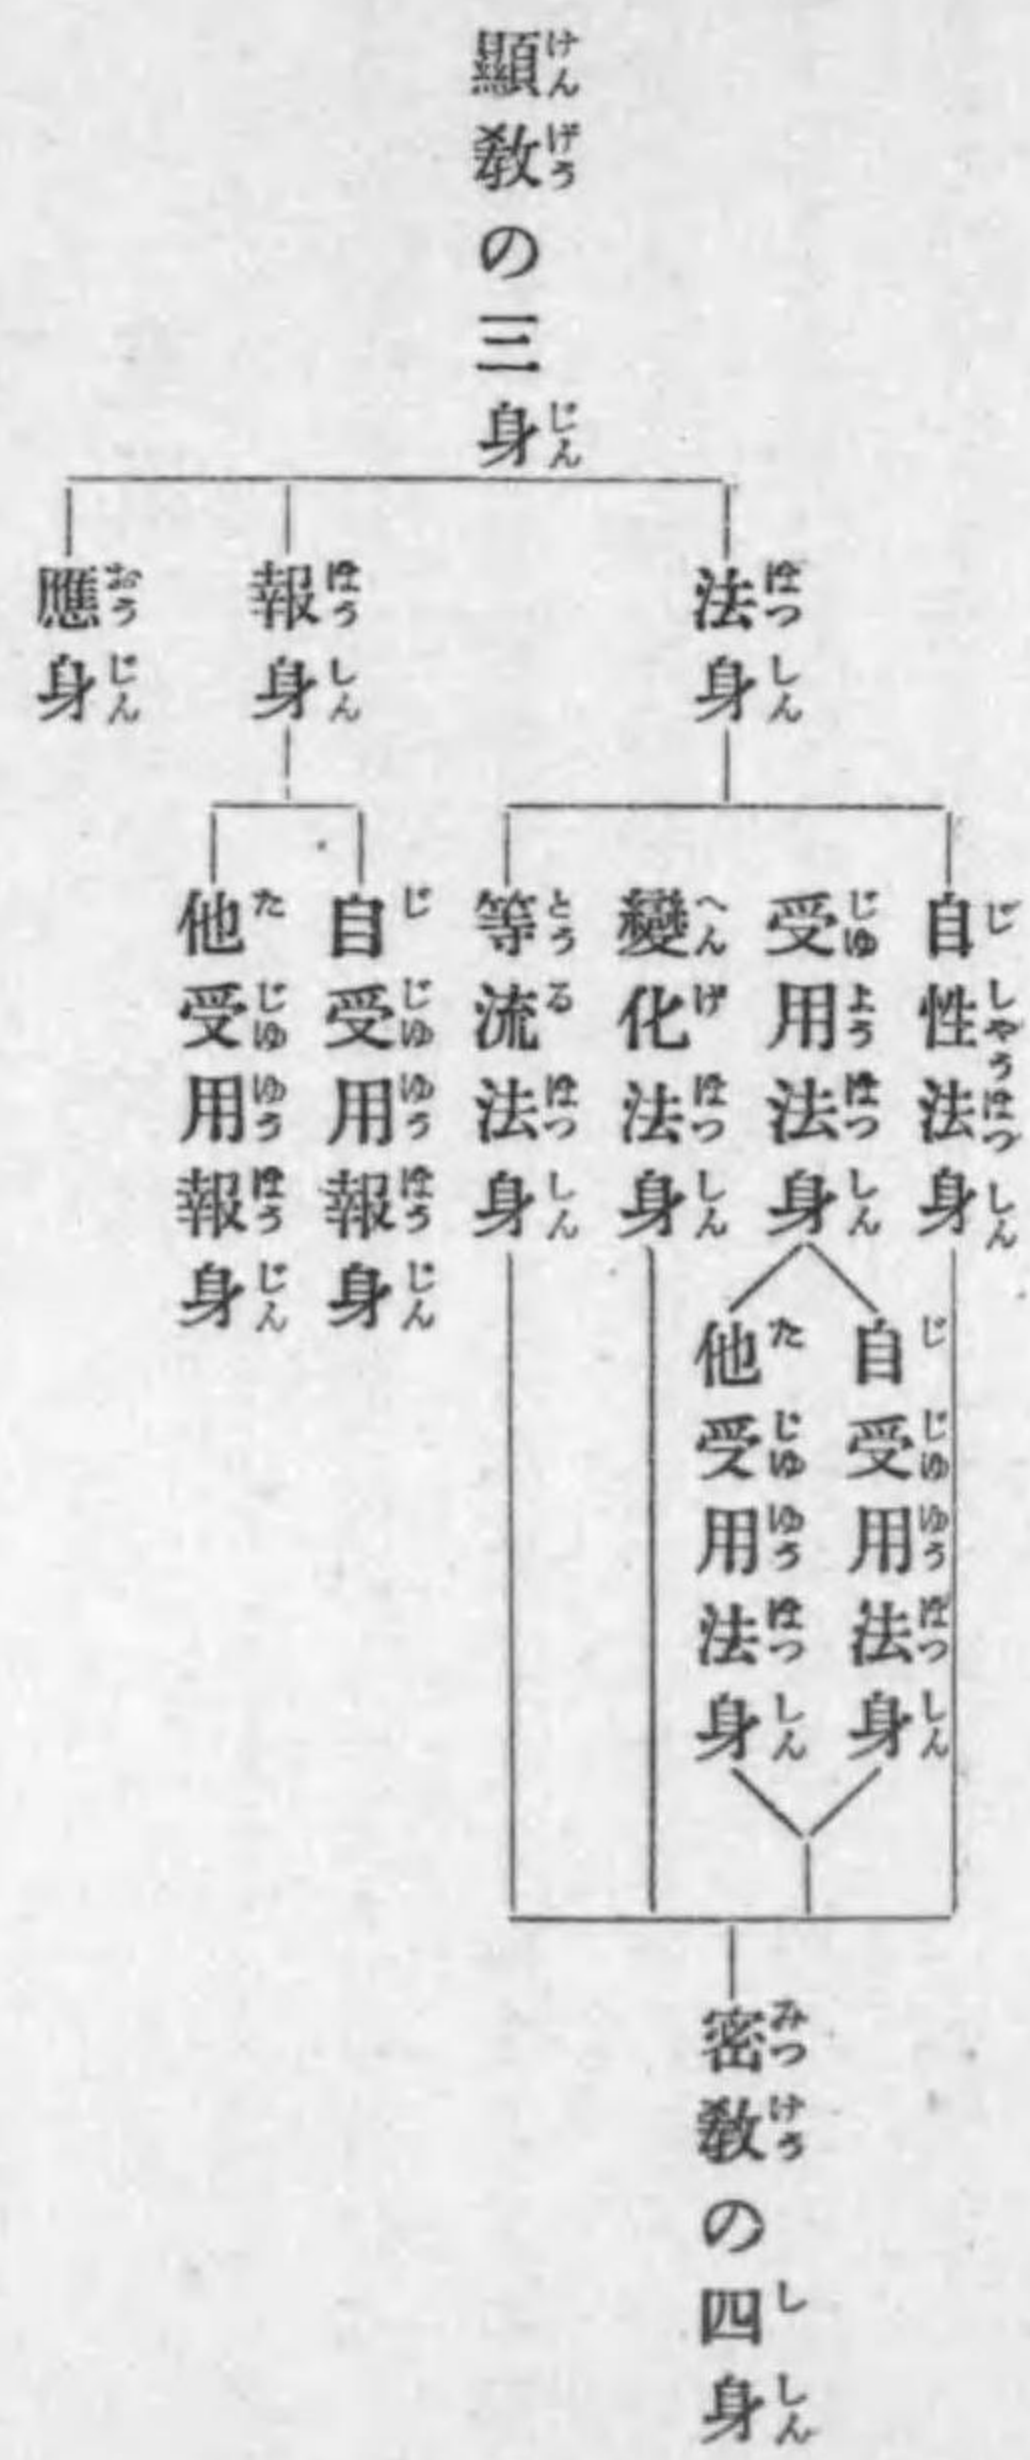 顯教の三身
法身
報身
應身
自性法身
受用法身
變化法身
等流法身
自受用報身
他受用報身
自受用法身
他受用法身
密教の四身